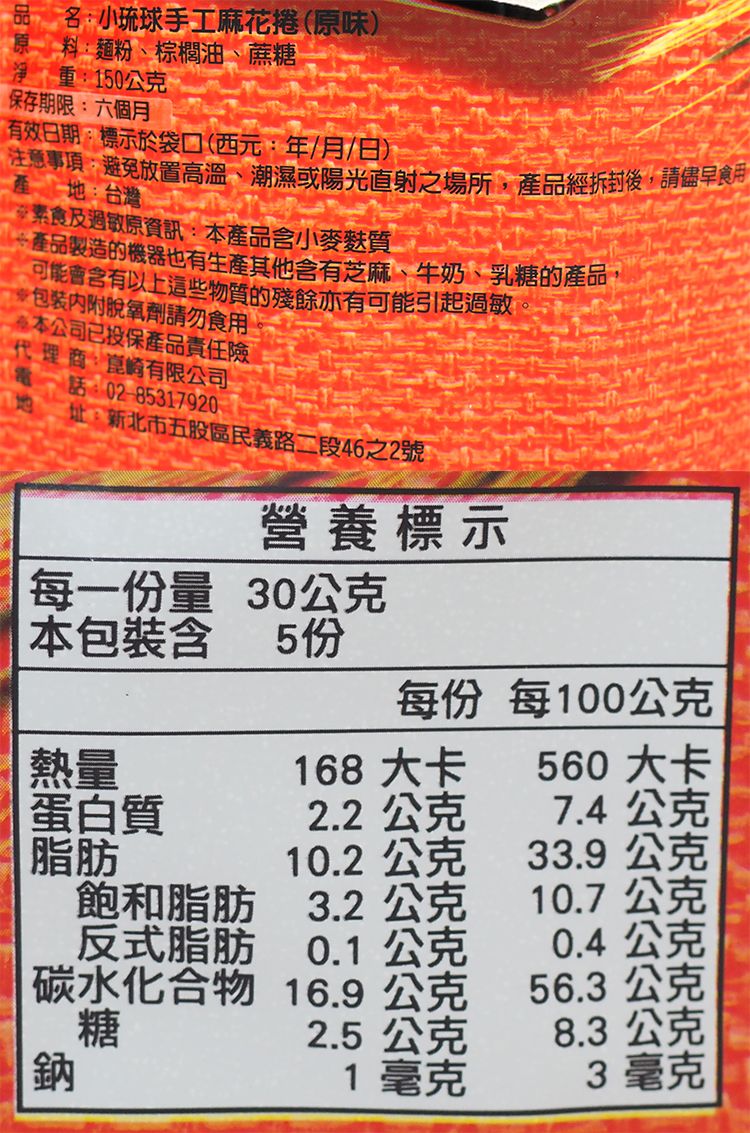 品名：小琉球手工麻花捲(原味)
原料：麵粉、棕櫚油、蔗糖
淨重：150公克
保存期限：六個月
有效日期：標示於袋口(西元：年/月/日)
注意事項：避免放置高溫、潮濕或陽光直射之場所，產品經拆封後，請儘早食用
產地：台灣
※素食及過敏原資訊：本產品含小麥麩質
※產品製造的機器也有生產其他含有芝麻、牛奶、乳糖的產品，
可能會含有以上這些物質的殘餘亦有可能引起過敏。
※包裝內附脫氧劑請勿食用。
※本公司已投保產品責任險
代理商：崑崎有限公司
電話：02-85317920
地址：新北市五股區民義路二段46之2號
營養標示
每一份量 30公克
本包裝含 5份
每份 每100公克
熱量 168 大卡 560 大卡
蛋白質 2.2 公克 7.4 公克
脂肪 10.2 公克 33.9 公克
飽和脂肪 3.2 公克 10.7 公克
反式脂肪 0.1 公克 0.4 公克
碳水化合物 16.9 公克 56.3 公克
糖 2.5 公克 8.3 公克
鈉 1 毫克 3 毫克